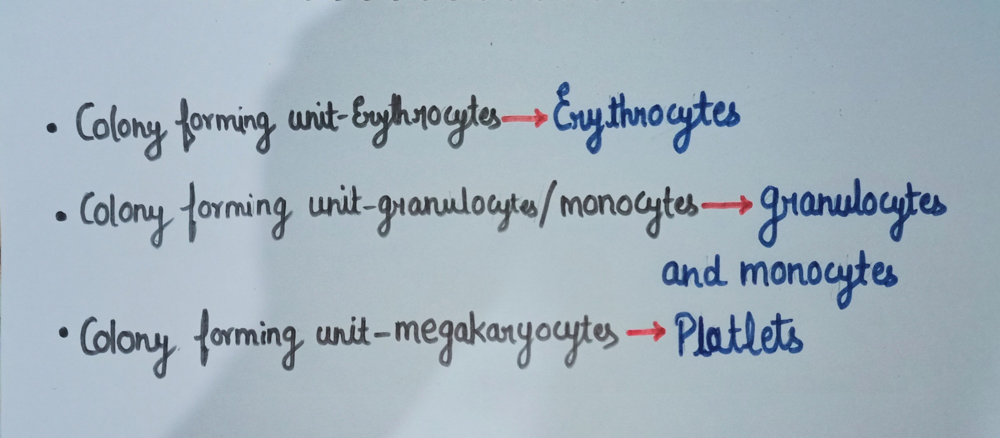 • Colony forming unit-Erythrocytes → Erythrocytes
• Colony forming unit-granulocytes/monocytes → granulocytes
and monocytes
• Colony forming unit-megakaryocytes → Platlets